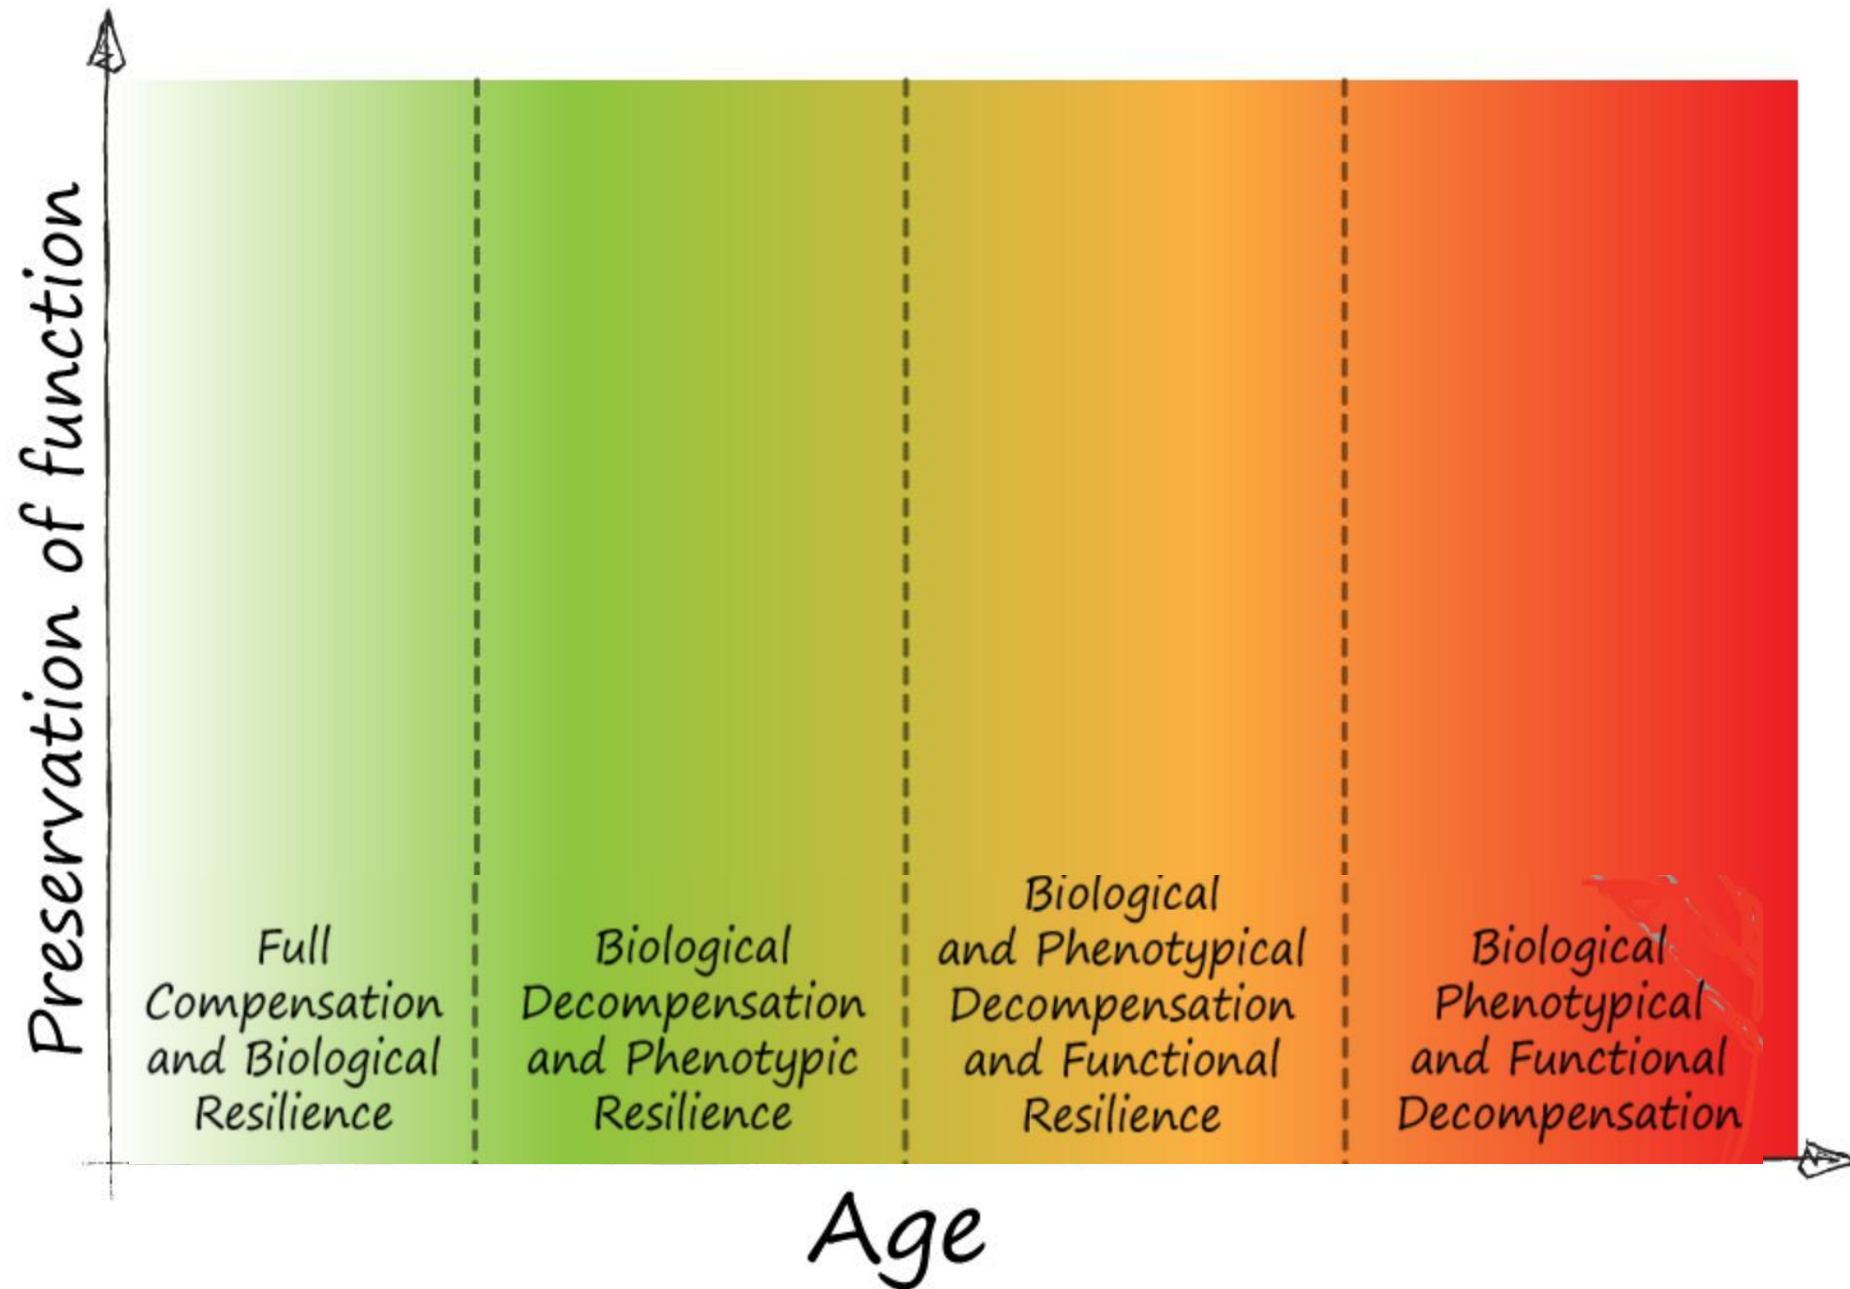 Preservation of function
Full
Compensation
and Biological
Resilience
Biological
Decompensation
and Phenotypic
Resilience
Biological
and Phenotypical
Decompensation
and Functional
Resilience
Biological
Phenotypical
and Functional
Decompensation
Age